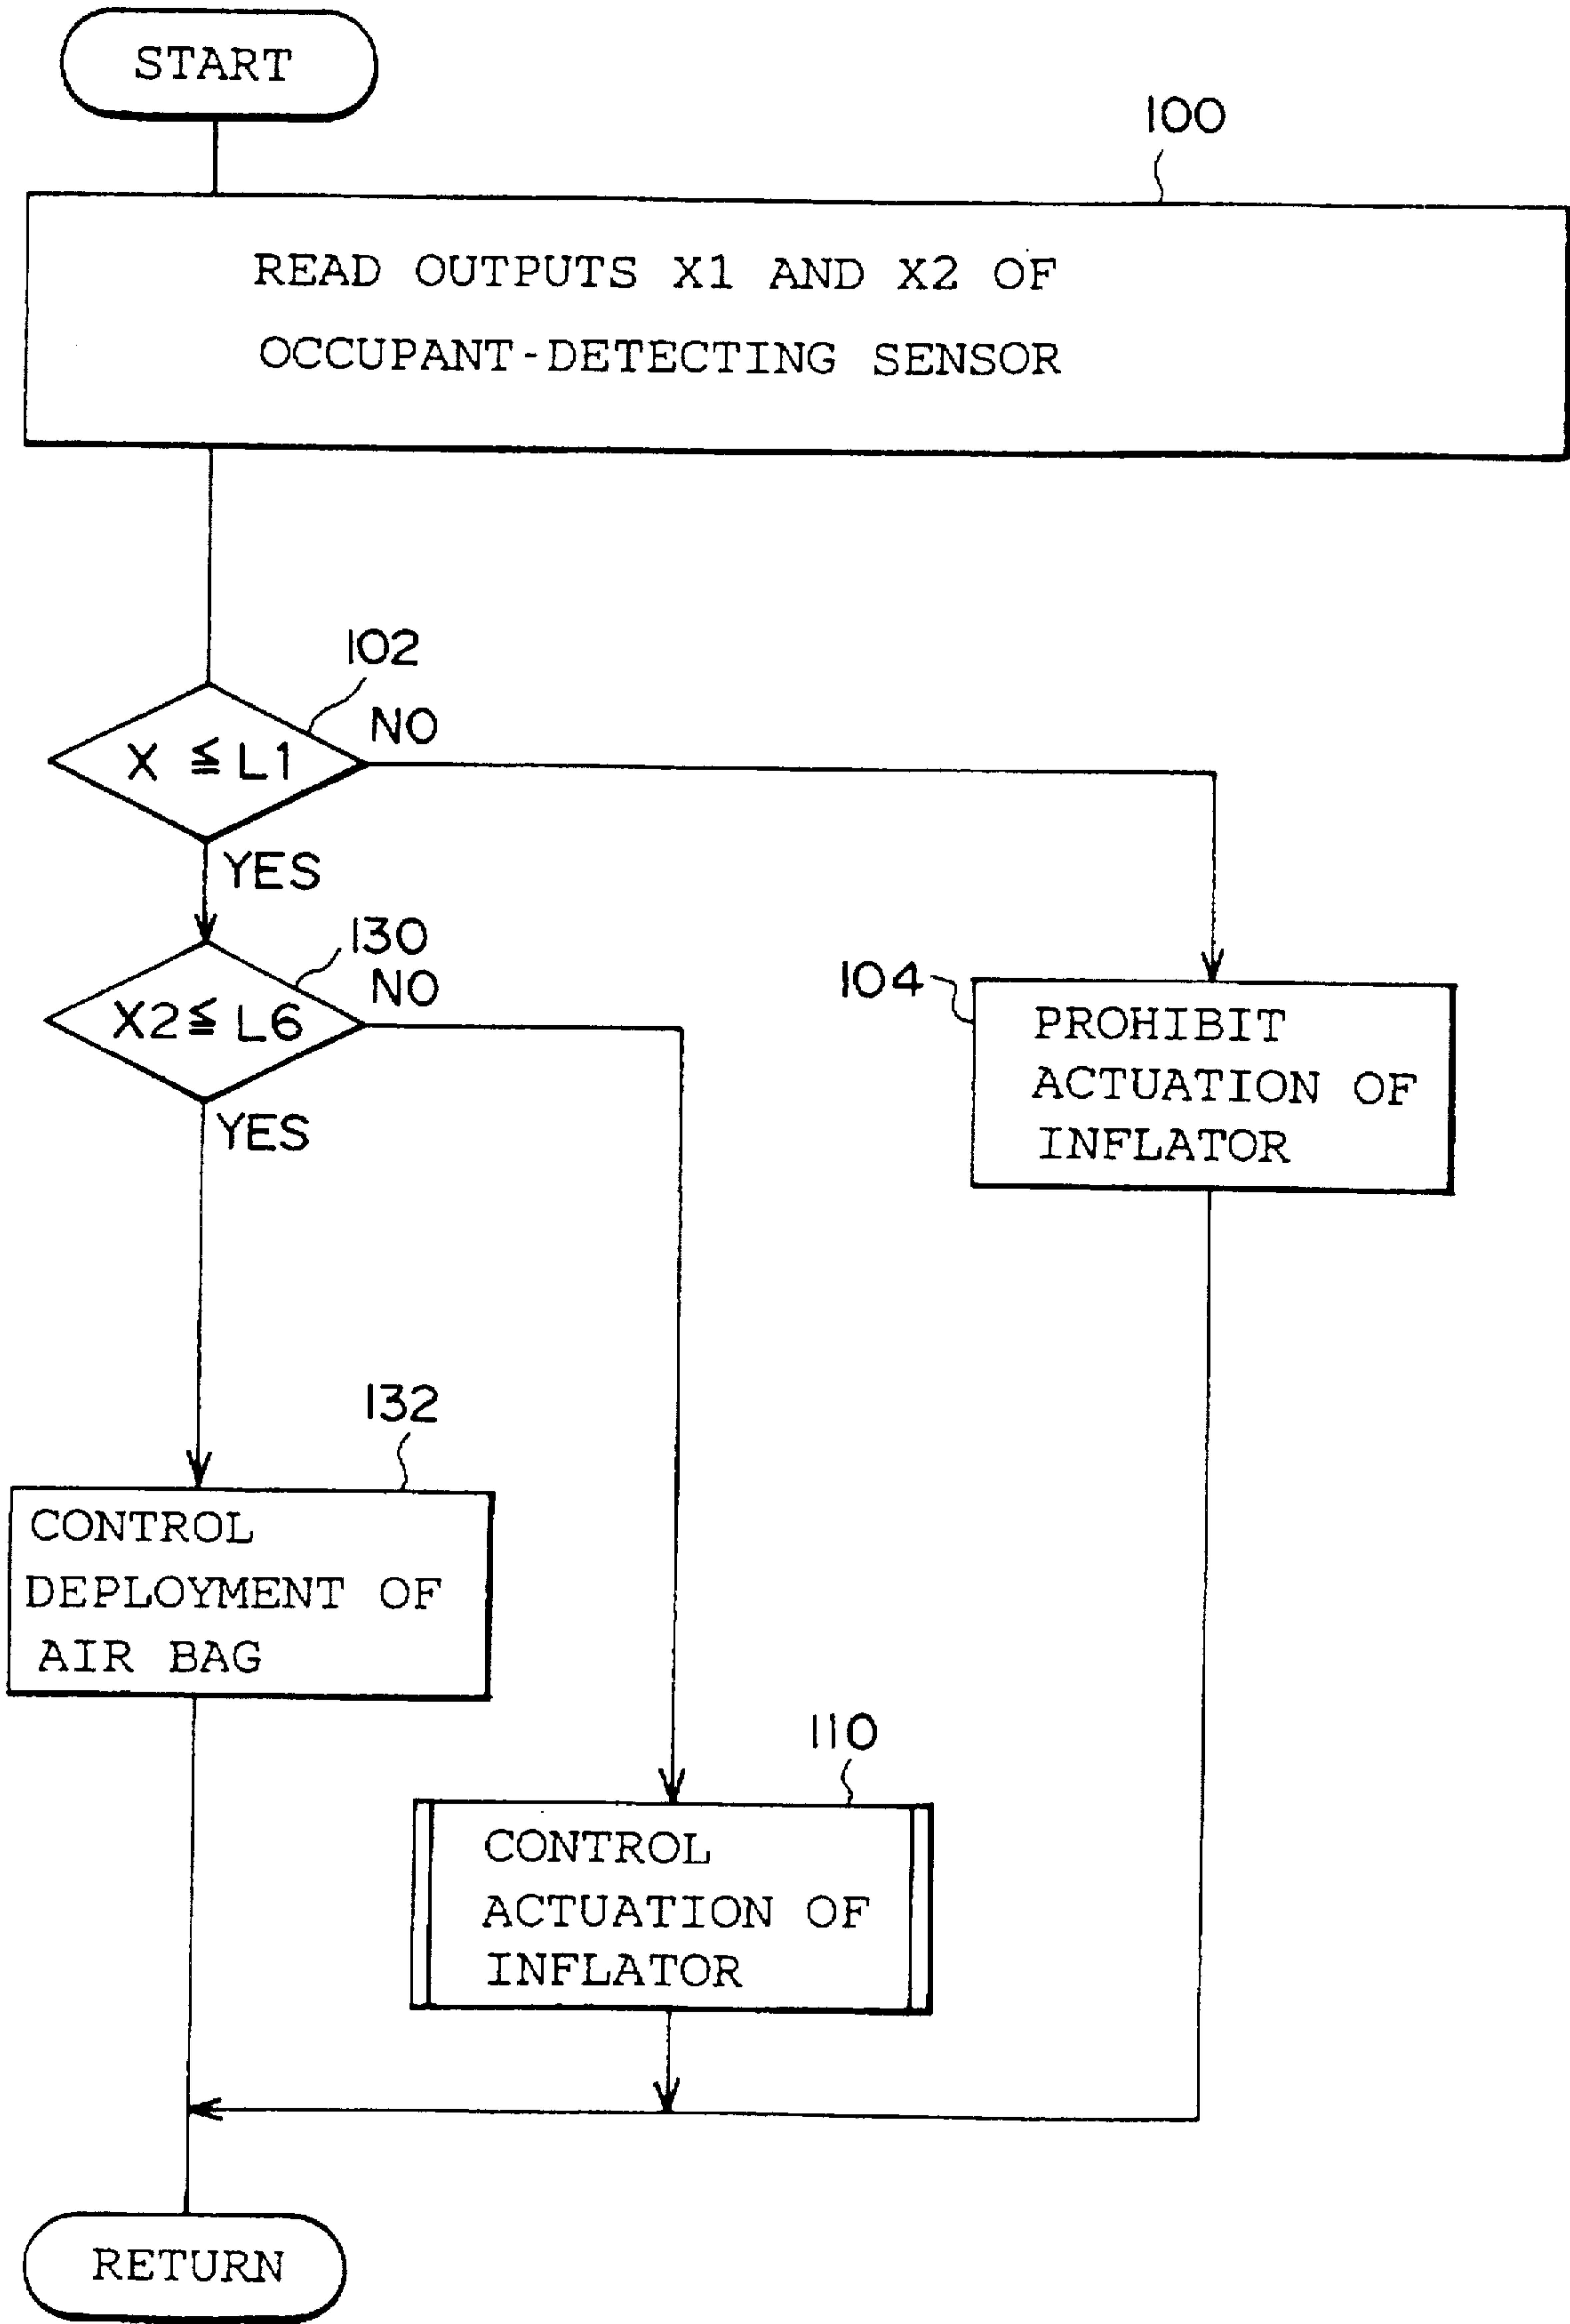 START
100
READ OUTPUTS X1 AND X2 OF
OCCUPANT-DETECTING SENSOR
102
X ≦ L1
NO
YES
130
X2 ≦ L6
NO
YES
104
PROHIBIT
ACTUATION OF
INFLATOR
132
CONTROL
DEPLOYMENT OF
AIR BAG
110
CONTROL
ACTUATION OF
INFLATOR
RETURN